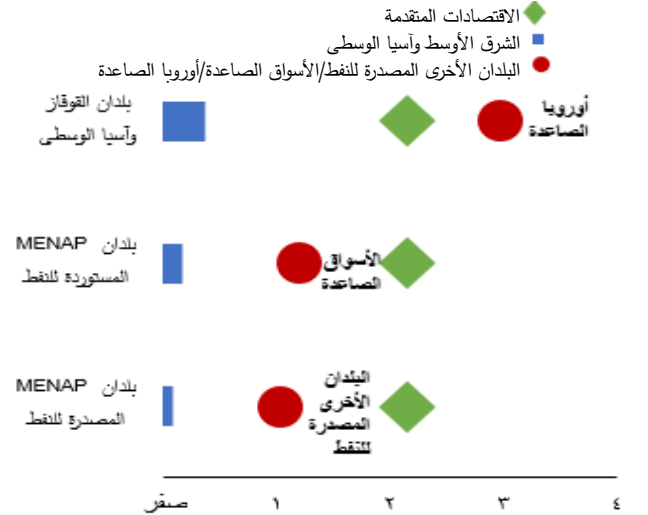 الاقتصادات المتقدمة
الشرق الأوسط وآسيا الوسطى
البلدان الأخرى المصدرة للنفط/الأسواق الصاعدة/أوروبا الصاعدة
بلدان القوقاز
وآسيا الوسطى
أوروبا
الصاعدة
بلدان MENAP
المستوردة للنفط
الأسواق
الصاعدة
بلدان MENAP
المصدرة للنفط
البلدان
الأخرى
المصدرة
للنفط
صفر ١ ٢ ٣ ٤